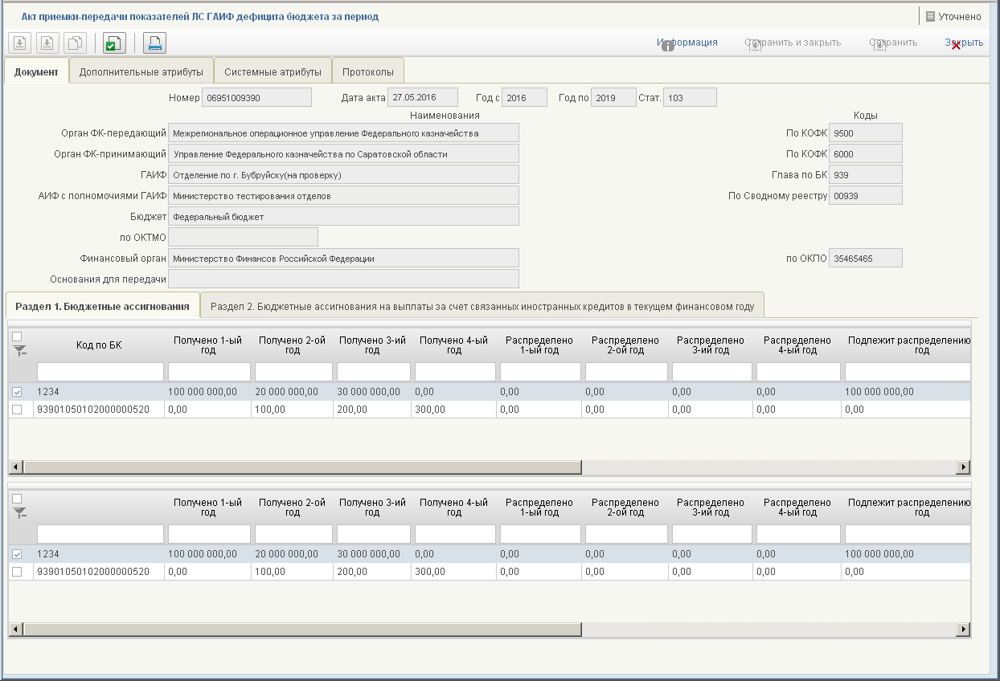 Акт приемки-передачи показателей ЛС ГАИФ дефицита бюджета за период
Уточнено
Информация Сохранить и закрыть Сохранить Закрыть
Документ Дополнительные атрибуты Системные атрибуты Протоколы
Номер 06951009390 Дата акта 27.05.2016 Год с 2016 Год по 2019 Стат. 103
Наименования Коды
Орган ФК-передающий Межрегиональное операционное управление Федерального казначейства По КОФК 9500
Орган ФК-принимающий Управление Федерального казначейства по Саратовской области По КОФК 6000
ГАИФ Отделение по г. Бубруйску(на проверку) Глава по БК 939
АИФ с полномочиями ГАИФ Министерство тестирования отделов По Сводному реестру 00939
Бюджет Федеральный бюджет
по ОКТМО
Финансовый орган Министерство Финансов Российской Федерации по ОКПО 35465465
Основания для передачи
Раздел 1. Бюджетные ассигнования Раздел 2. Бюджетные ассигнования на выплаты за счет связанных иностранных кредитов в текущем финансовом году
Код по БК Получено 1-ый год Получено 2-ой год Получено 3-ий год Получено 4-ый год Распределено 1-ый год Распределено 2-ой год Распределено 3-ий год Распределено 4-ый год Подлежит распределению год
1234 100 000 000,00 20 000 000,00 30 000 000,00 0,00 0,00 0,00 0,00 0,00 100 000 000,00
93901050102000000520 0,00 100,00 200,00 300,00 0,00 0,00 0,00 0,00 0,00
Получено 1-ый год Получено 2-ой год Получено 3-ий год Получено 4-ый год Распределено 1-ый год Распределено 2-ой год Распределено 3-ий год Распределено 4-ый год Подлежит распределению год
1234 100 000 000,00 20 000 000,00 30 000 000,00 0,00 0,00 0,00 0,00 0,00 100 000 000,00
93901050102000000520 0,00 100,00 200,00 300,00 0,00 0,00 0,00 0,00 0,00